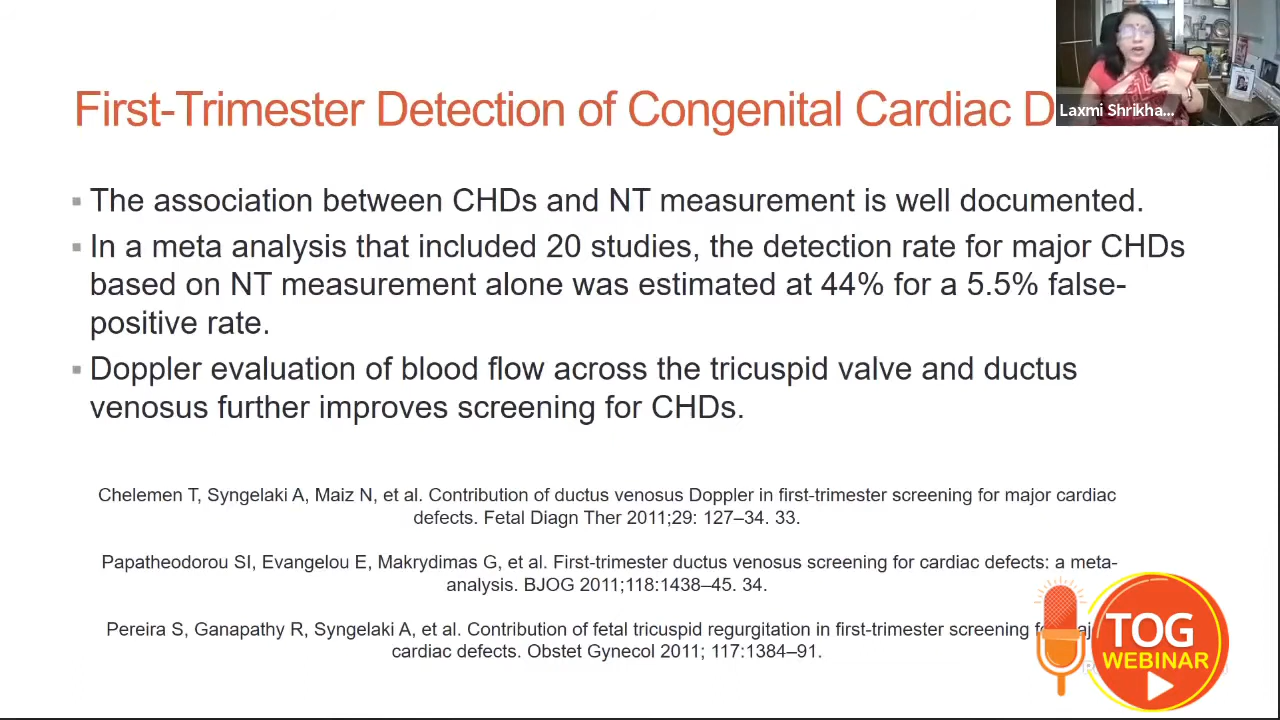 First-Trimester Detection of Congenital Cardiac D
Laxmi Shrikha...
The association between CHDs and NT measurement is well documented.
In a meta analysis that included 20 studies, the detection rate for major CHDs
based on NT measurement alone was estimated at 44% for a 5.5% false-
positive rate.
Doppler evaluation of blood flow across the tricuspid valve and ductus
venosus further improves screening for CHDs.
Chelemen T, Syngelaki A, Maiz N, et al. Contribution of ductus venosus Doppler in first-trimester screening for major cardiac
defects. Fetal Diagn Ther 2011;29: 127–34. 33.
Papatheodorou SI, Evangelou E, Makrydimas G, et al. First-trimester ductus venosus screening for cardiac defects: a meta-
analysis. BJOG 2011;118:1438–45. 34.
Pereira S, Ganapathy R, Syngelaki A, et al. Contribution of fetal tricuspid regurgitation in first-trimester screening
cardiac defects. Obstet Gynecol 2011; 117:1384–91.
TOG
WEBINAR